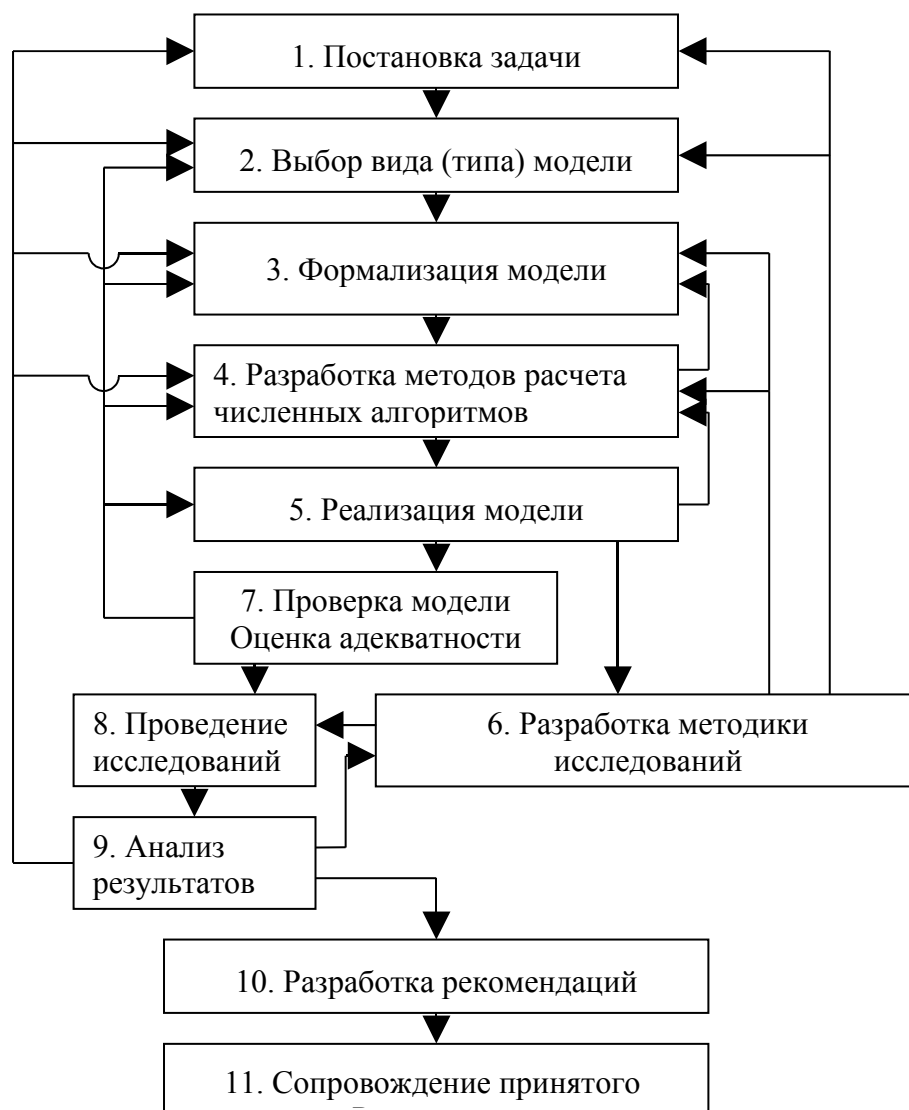 1. Постановка задачи
2. Выбор вида (типа) модели
3. Формализация модели
4. Разработка методов расчета
численных алгоритмов
5. Реализация модели
7. Проверка модели
Оценка адекватности
8. Проведение
исследований
6. Разработка методики
исследований
9. Анализ
результатов
10. Разработка рекомендаций
11. Сопровождение принятого